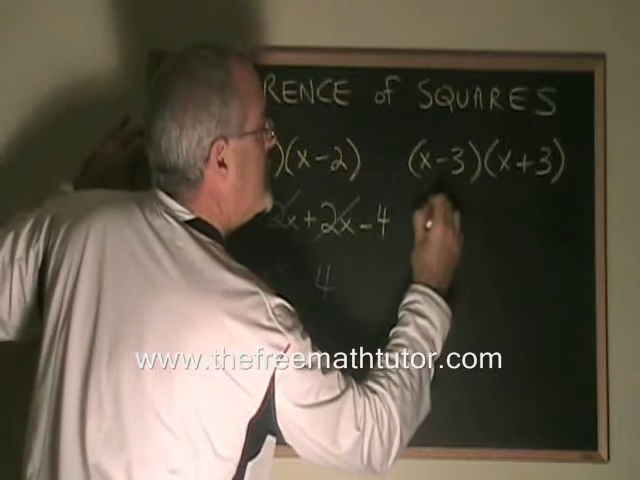 RENCE of SQUARES
)(x-2) (x-3)(x+3)
2x+2x-4
4
www.thefreemathtutor.com